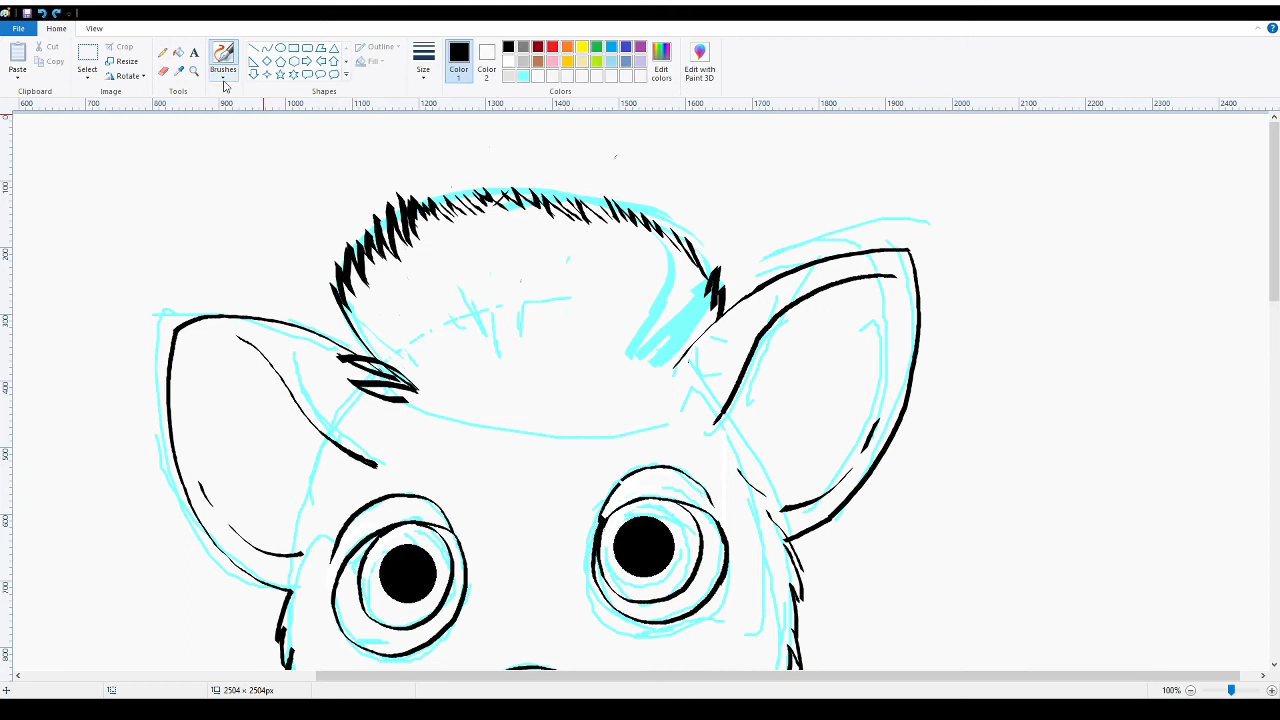 File Home View
Paste Cut Copy Clipboard
Select Crop Resize Rotate Image
A Tools
Brushes
Outline Fill Shapes
Size
Color 1 Color 2 Edit colors Colors
Edit with Paint 3D
600 700 800 900 1000 1100 1200 1300 1400 1500 1600 1700 1800 1900 2000 2100 2200 2300 2400
0
100
200
300
400
500
600
700
800
2504 × 2504px 100%